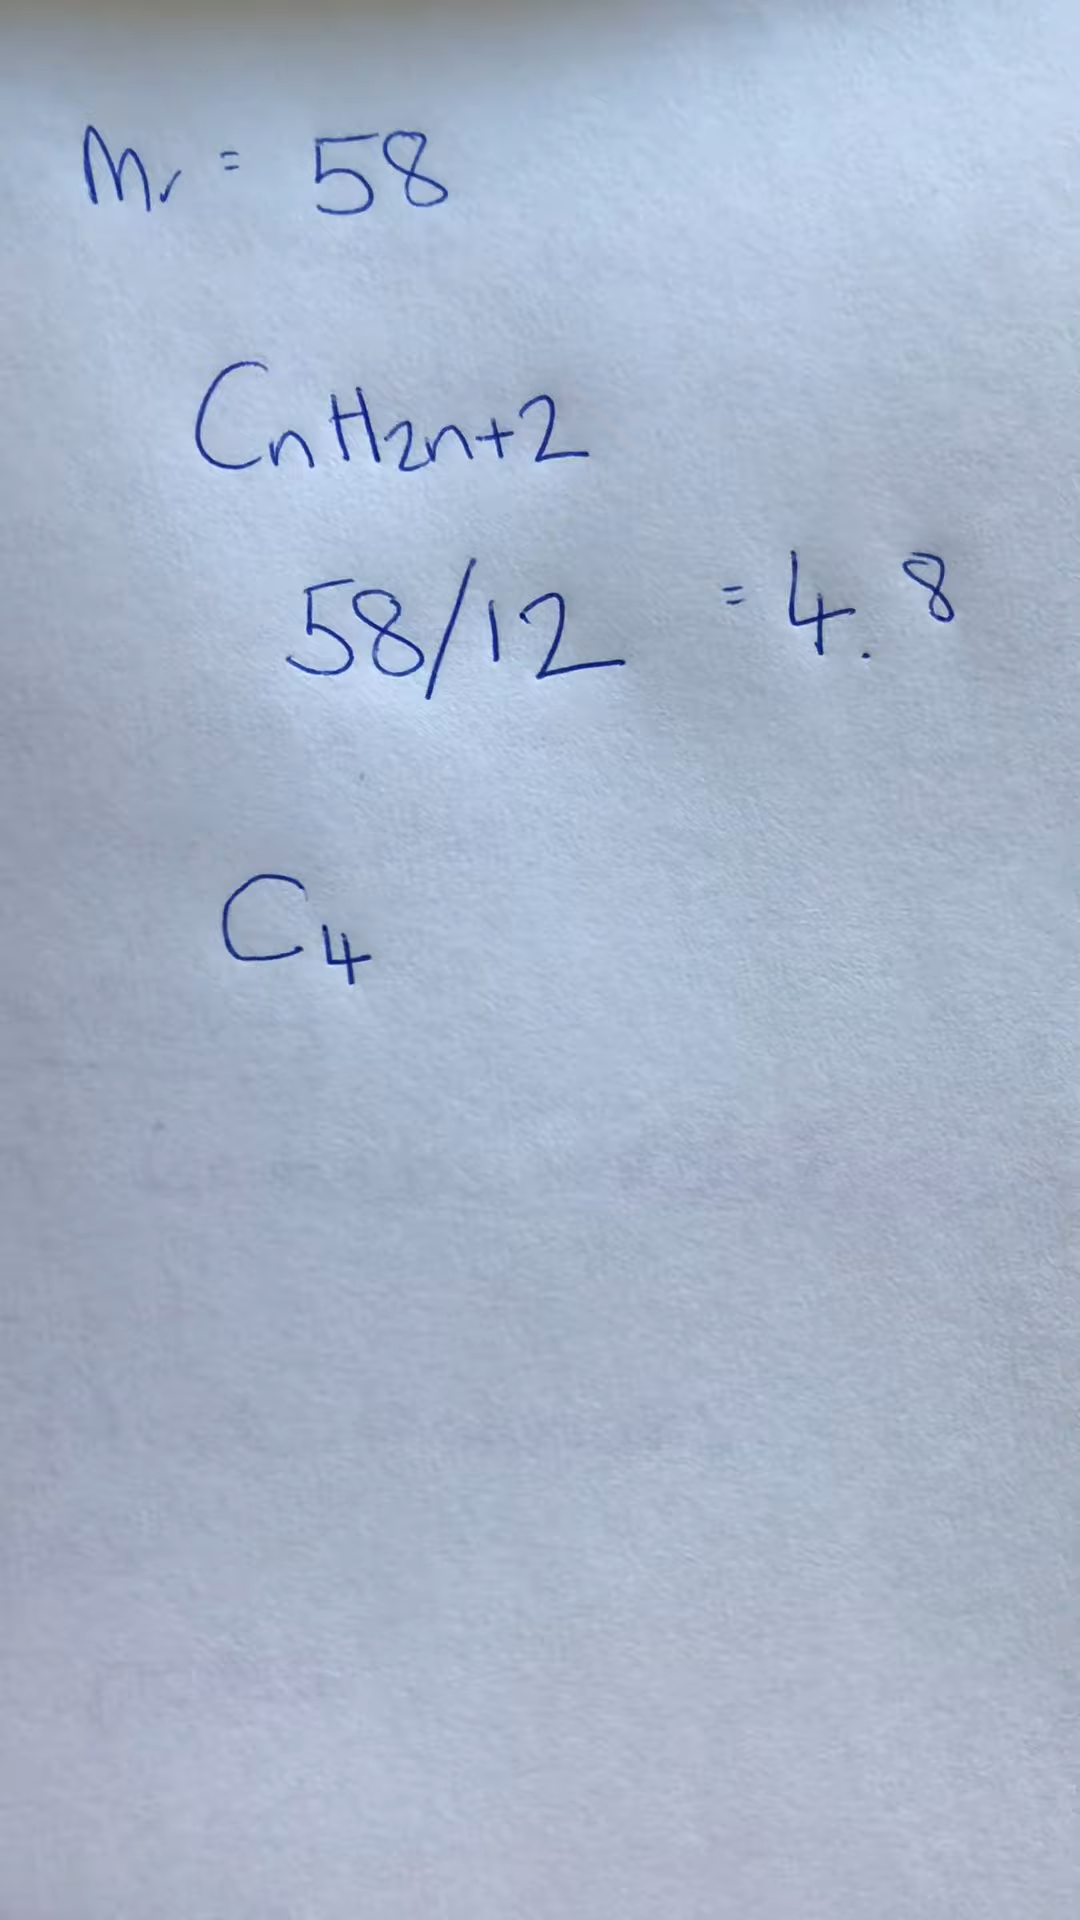 Mr = 58
CnH2n+2
58/12 = 4.8
C4